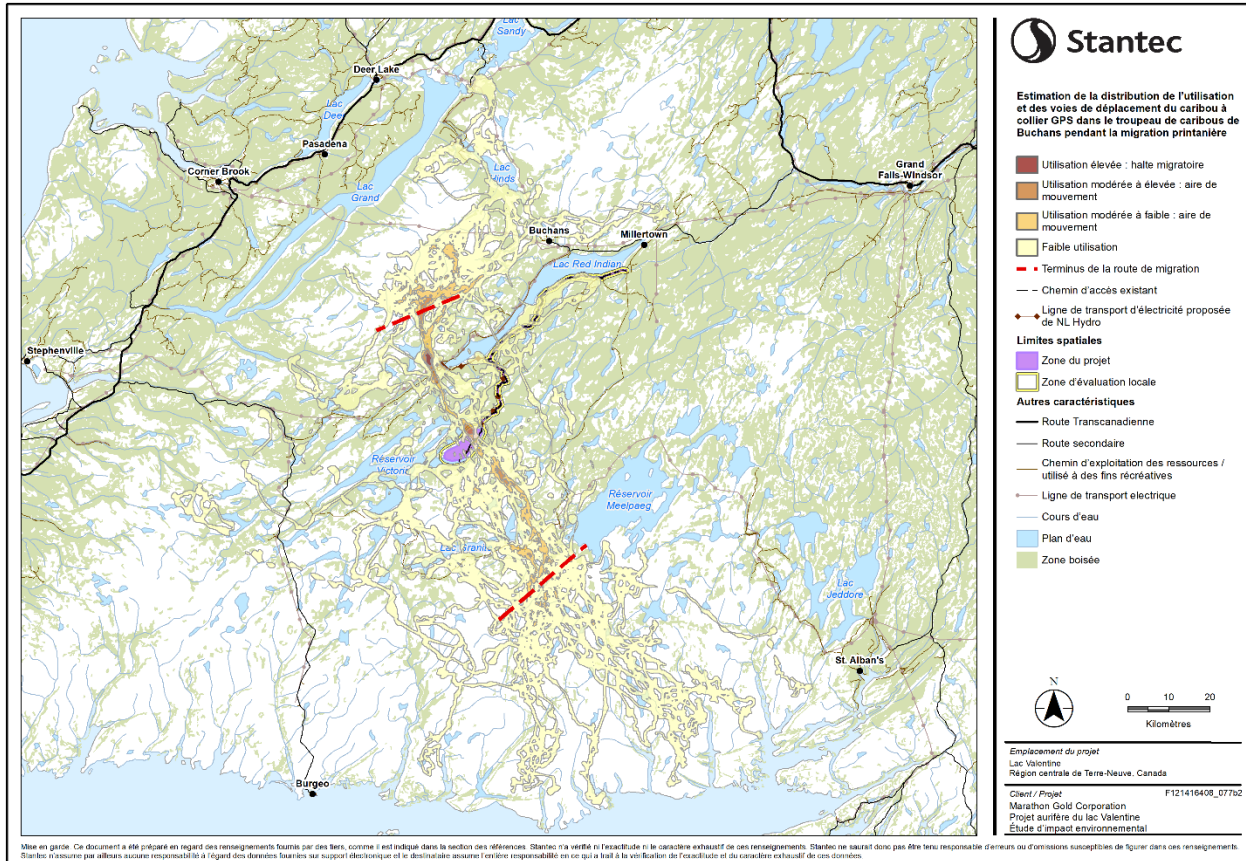 Lac
Sandy
Deer Lake
Lac
Deer
Pasadena
Corner Brook
Lac
Grand
Lac
Hinds
Grand
Falls-Windsor
Buchans
Millertown
Lac Red Indian
Stephenville
Réservoir
Victoria
Réservoir
Meelpaeg
Lac Granite
Lac
Jeddore
St. Alban's
Burgeo
Stantec
Estimation de la distribution de l'utilisation
et des voies de déplacement du caribou à
collier GPS dans le troupeau de caribous de
Buchans pendant la migration printanière
Utilisation élevée : halte migratoire
Utilisation modérée à élevée : aire de
mouvement
Utilisation modérée à faible : aire de
mouvement
Faible utilisation
Terminus de la route de migration
Chemin d'accès existant
Ligne de transport d'électricité proposée
de NL Hydro
Limites spatiales
Zone du projet
Zone d'évaluation locale
Autres caractéristiques
Route Transcanadienne
Route secondaire
Chemin d'exploitation des ressources /
utilisé à des fins récréatives
Ligne de transport electrique
Cours d'eau
Plan d'eau
Zone boisée
N
0 10 20
Kilomètres
Emplacement du projet
Lac Valentine
Région centrale de Terre-Neuve, Canada
Client / Projet F121416408_077b2
Marathon Gold Corporation
Projet aurifère du lac Valentine
Étude d'impact environnemental
Mise en garde. Ce document a été préparé en regard des renseignements fournis par des tiers, comme il est indiqué dans la section des références. Stantec n'a vérifié ni l'exactitude ni le caractère exhaustif de ces renseignements. Stantec ne saurait donc pas être tenu responsable d'erreurs ou d'omissions susceptibles de figurer dans ces renseignements.
Stantec n'assume par ailleurs aucune responsabilité à l'égard des données fournies sur support électronique et le destinataire assume l'entière responsabilité en ce qui a trait à la vérification de l'exactitude et du caractère exhaustif de ces données.